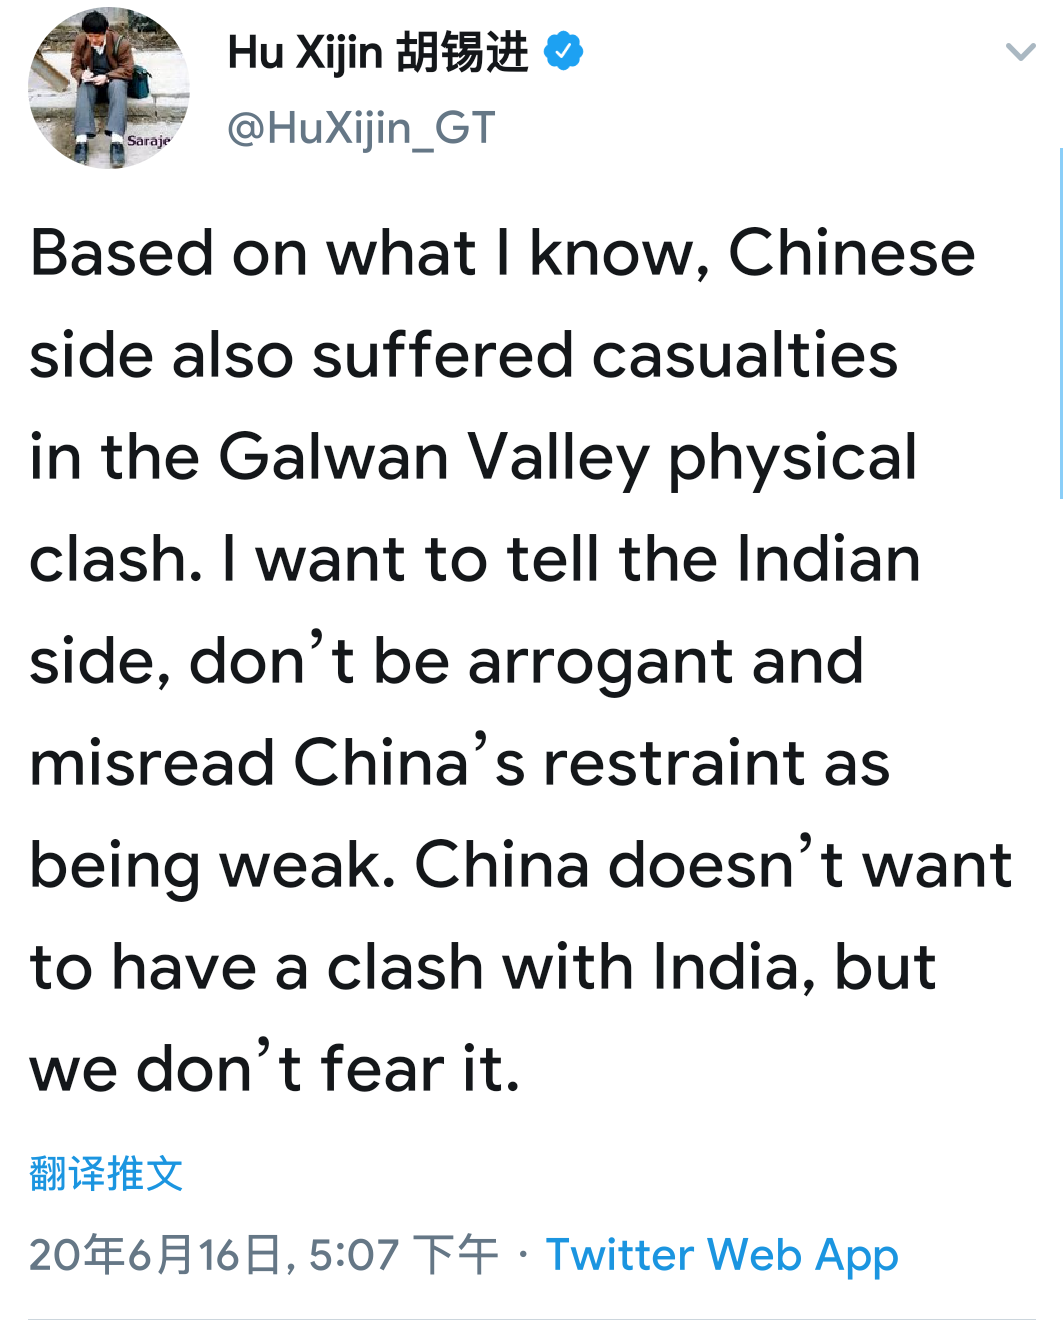 Hu Xijin 胡锡进
@HuXijin_GT
Saraje
Based on what I know, Chinese
side also suffered casualties
in the Galwan Valley physical
clash. I want to tell the Indian
side, don’t be arrogant and
misread China’s restraint as
being weak. China doesn’t want
to have a clash with India, but
we don’t fear it.
翻译推文
20年6月16日, 5:07 下午 · Twitter Web App